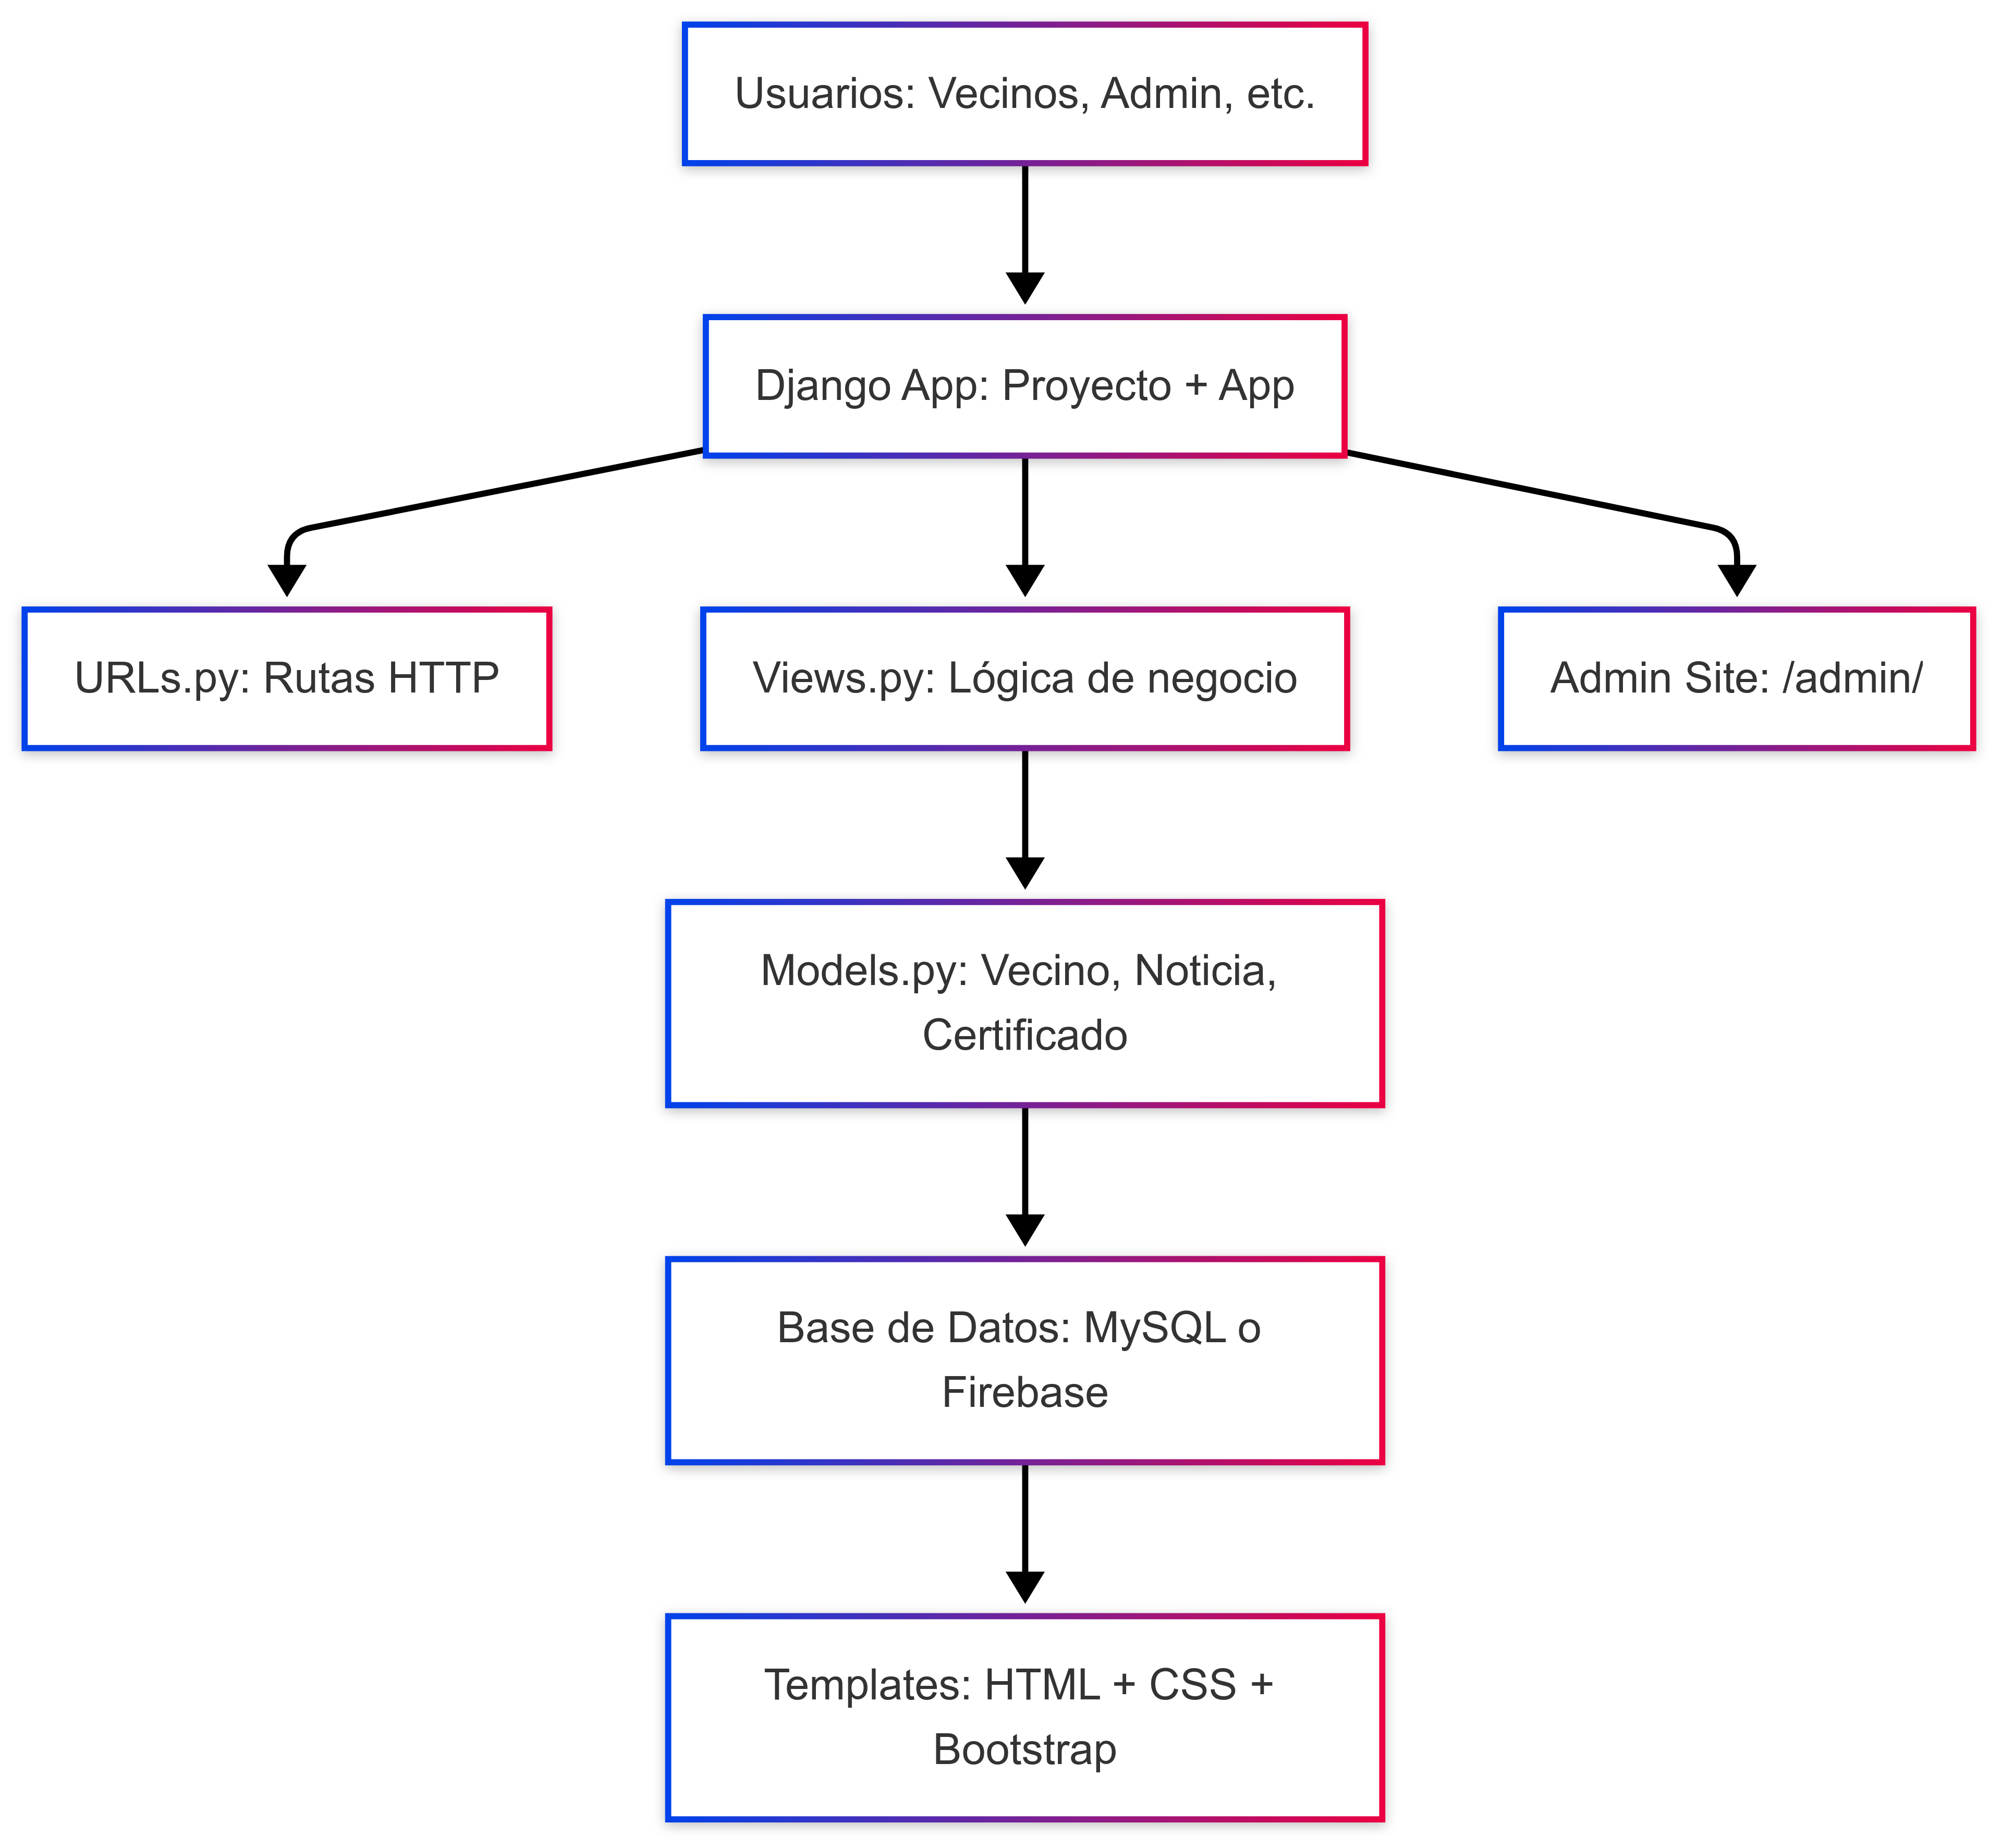 Usuarios: Vecinos, Admin, etc.
Django App: Proyecto + App
URLs.py: Rutas HTTP
Views.py: Lógica de negocio
Admin Site: /admin/
Models.py: Vecino, Noticia,
Certificado
Base de Datos: MySQL o
Firebase
Templates: HTML + CSS +
Bootstrap